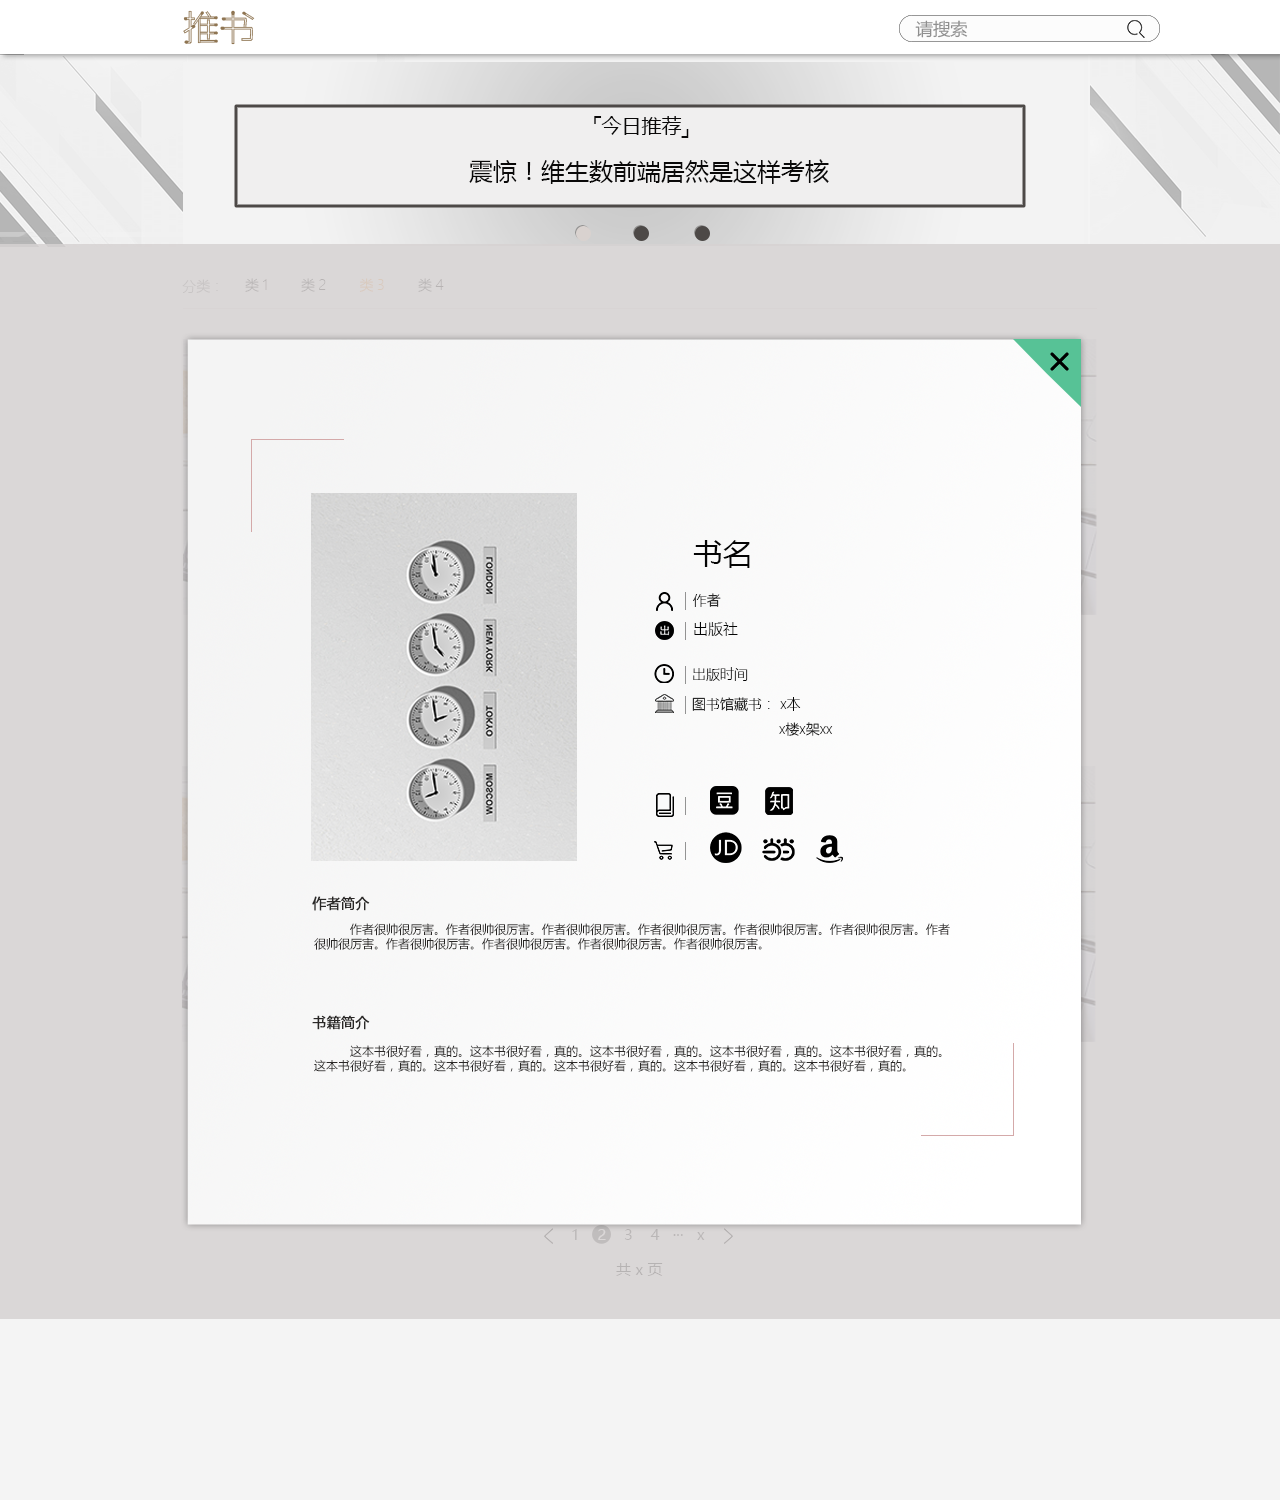 推书
请搜索
「今日推荐」
震惊！维生数前端居然是这样考核
分类： 类1 类2 类3 类4
LONDON
NEW YORK
TOKYO
MOSCOW
书名
作者
出 出版社
出版时间
图书馆藏书： x本
x楼x架xx
豆 知
JD a
作者简介
作者很帅很厉害。作者很帅很厉害。作者很帅很厉害。作者很帅很厉害。作者很帅很厉害。作者很帅很厉害。作者
很帅很厉害。作者很帅很厉害。作者很帅很厉害。作者很帅很厉害。作者很帅很厉害。
书籍简介
这本书很好看，真的。这本书很好看，真的。这本书很好看，真的。这本书很好看，真的。这本书很好看，真的。
这本书很好看，真的。这本书很好看，真的。这本书很好看，真的。这本书很好看，真的。这本书很好看，真的。
1 2 3 4 ··· x
共 x 页